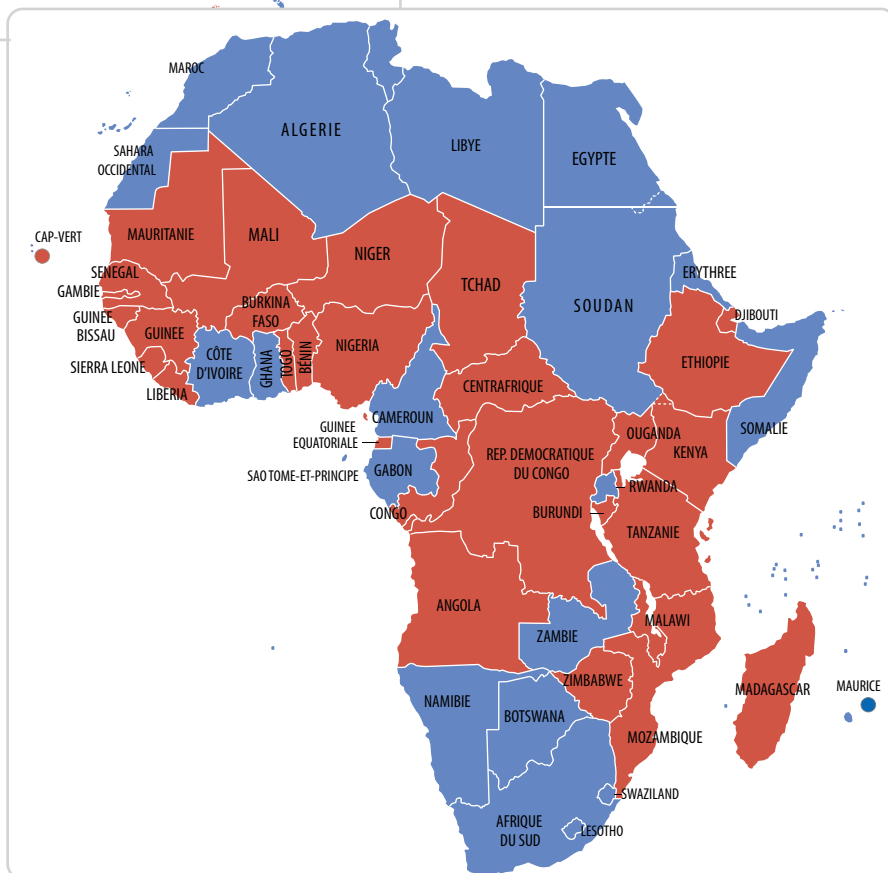 MAROC
ALGERIE
LIBYE
EGYPTE
SAHARA
OCCIDENTAL
CAP-VERT
MAURITANIE
MALI
NIGER
TCHAD
SOUDAN
ERYTHREE
SENEGAL
GAMBIE
GUINEE
BISSAU
GUINEE
BURKINA
FASO
DJIBOUTI
SIERRA LEONE
CÔTE
D'IVOIRE
GHANA
TOGO
BENIN
NIGERIA
ETHIOPIE
LIBERIA
CENTRAFRIQUE
CAMEROUN
SOMALIE
GUINEE
EQUATORIALE
OUGANDA
KENYA
REP. DEMOCRATIQUE
DU CONGO
SAO TOME-ET-PRINCIPE
GABON
RWANDA
CONGO
BURUNDI
TANZANIE
ANGOLA
MALAWI
ZAMBIE
ZIMBABWE
MADAGASCAR
MAURICE
NAMIBIE
BOTSWANA
MOZAMBIQUE
SWAZILAND
AFRIQUE
DU SUD
LESOTHO